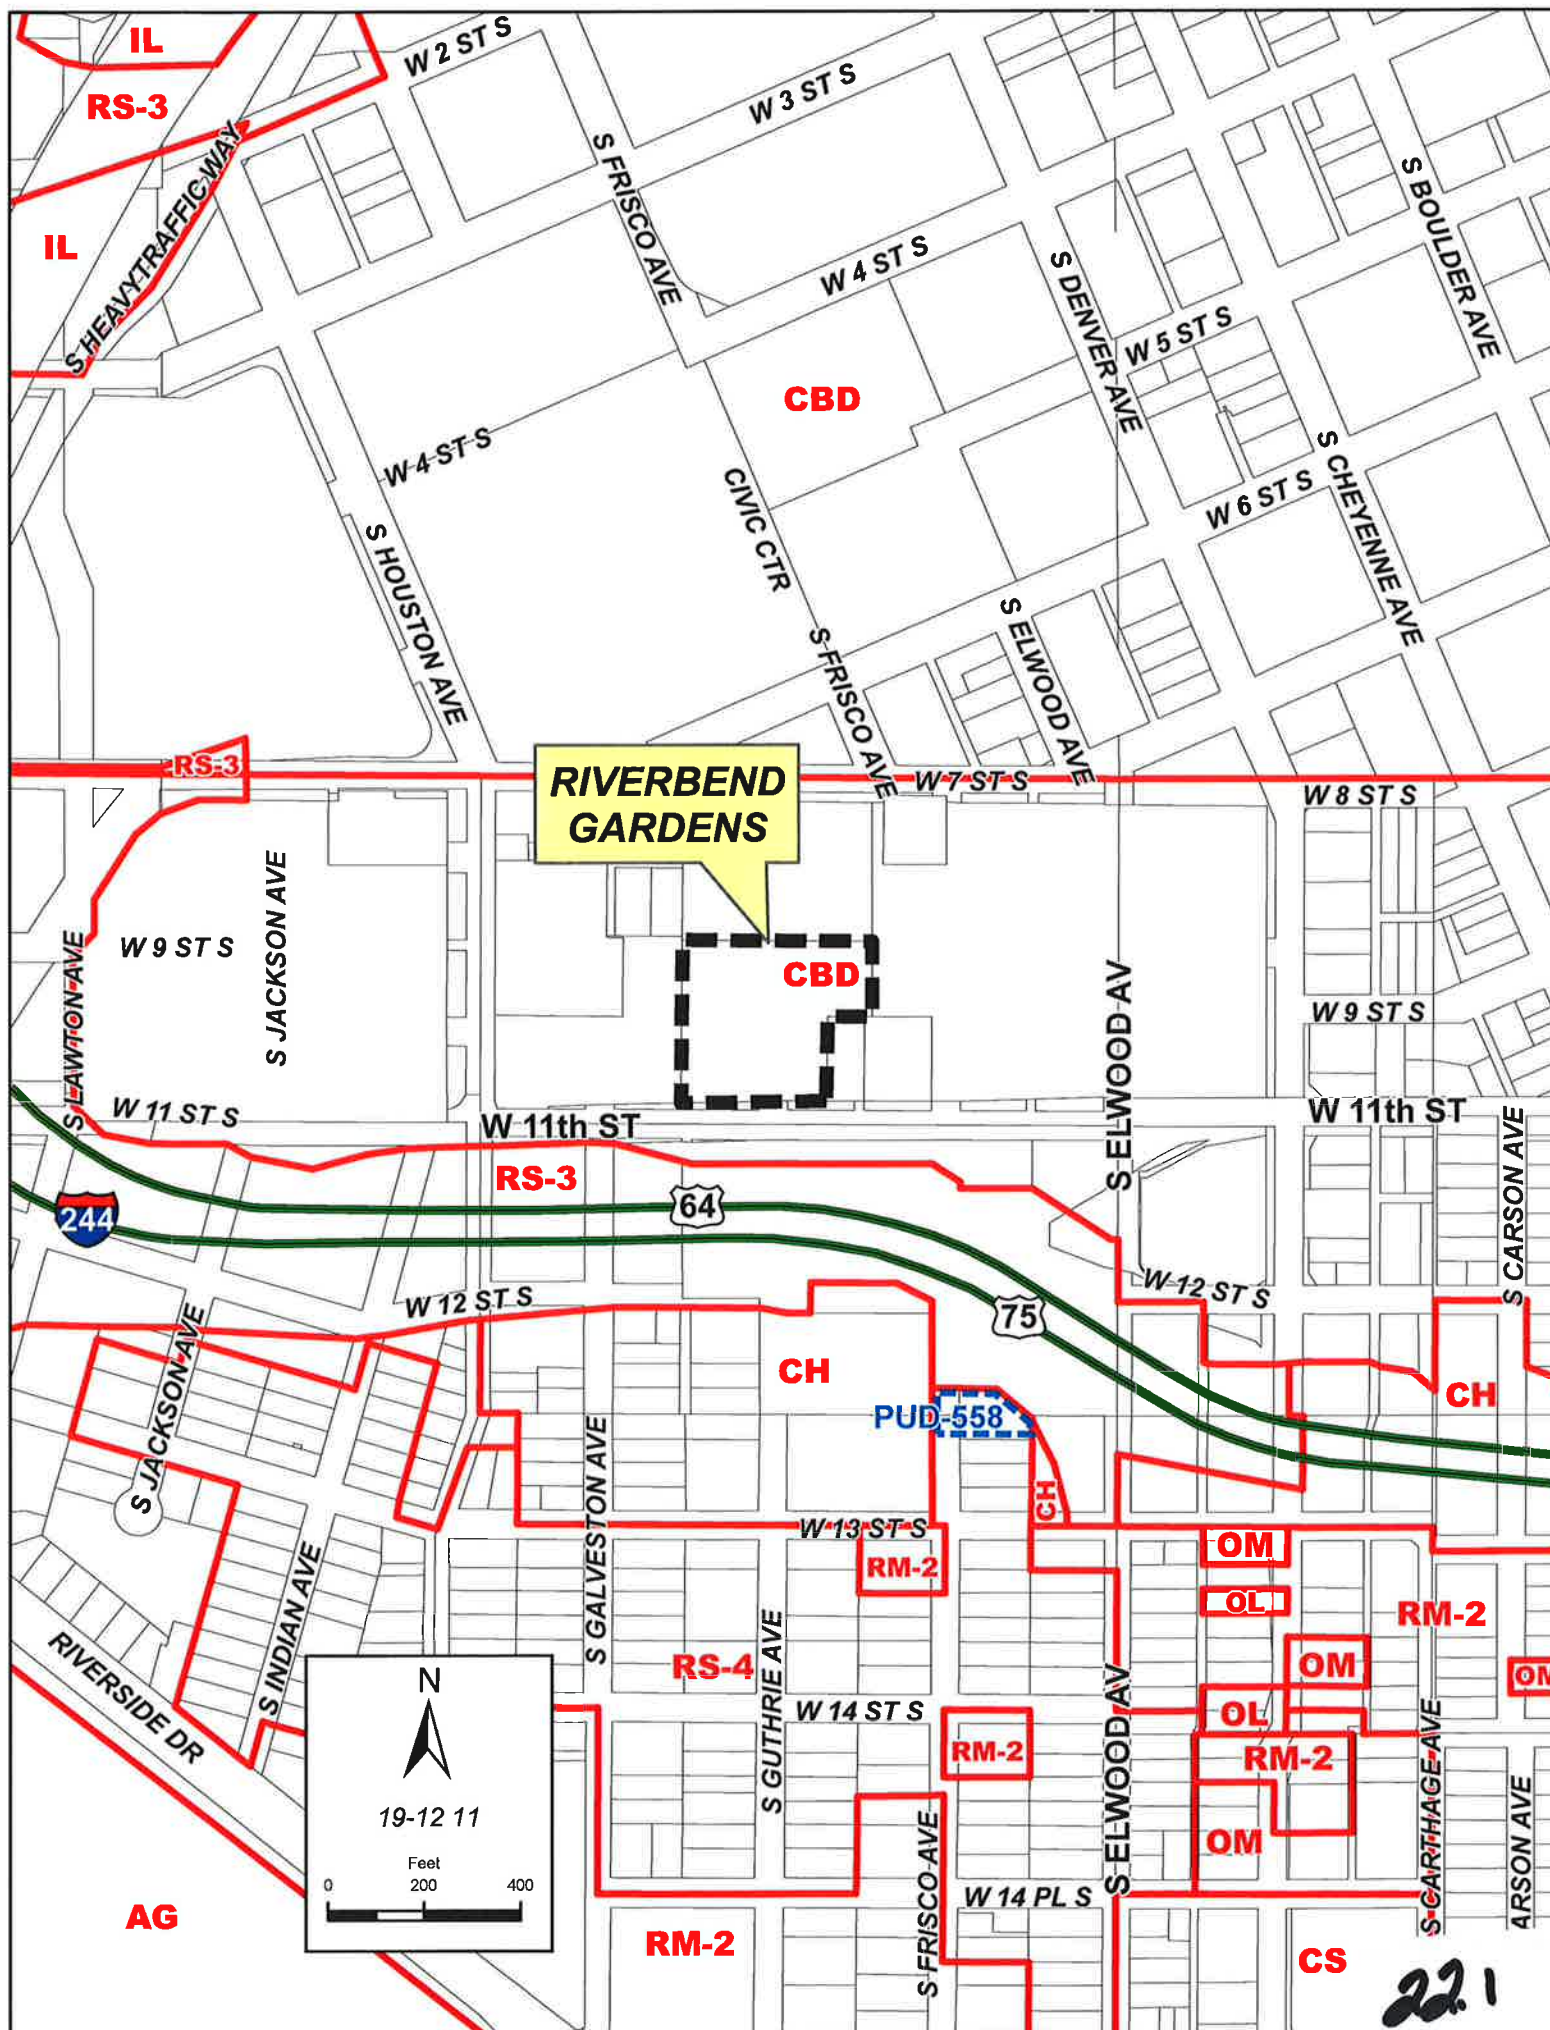 IL
RS-3
IL
W 2 ST S
W 3 ST S
S HEAVYTRAFFIC WAY
S FRISCO AVE
W 4 ST S
S DENVER AVE
S BOULDER AVE
W 5 ST S
CBD
W 4 ST S
S CHEYENNE AVE
W 6 ST S
CIVIC CTR
S HOUSTON AVE
S ELWOOD AVE
S FRISCO AVE
RS-3
RIVERBEND
GARDENS
W 7 ST S
W 8 ST S
S JACKSON AVE
W 9 ST S
S LAWTON AVE
CBD
S ELWOOD AV
W 9 ST S
W 11 ST S
W 11th ST
W 11th ST
S CARSON AVE
RS-3
64
244
W 12 ST S
W 12 ST S
75
S JACKSON AVE
CH
CH
PUD-558
S GALVESTON AVE
CH
W 13 ST S
OM
RM-2
OL
RM-2
S INDIAN AVE
S GUTHRIE AVE
RS-4
OM
OM
RIVERSIDE DR
S ELWOOD AV
W 14 ST S
OL
RM-2
RM-2
S CARTHAGE AVE
N
19-12 11
Feet
0 200 400
OM
ARSON AVE
S FRISCO AVE
W 14 PL S
AG
RM-2
CS
22.1